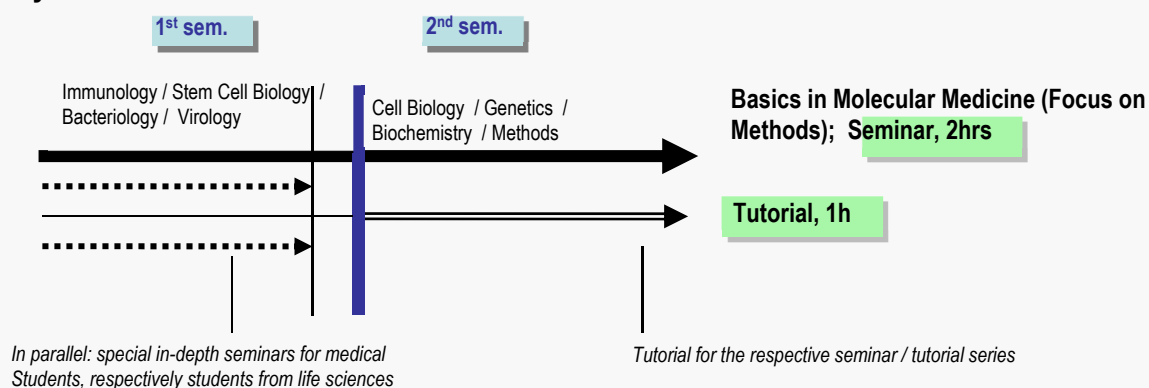 1st sem.
2nd sem.
Immunology / Stem Cell Biology /
Bacteriology / Virology
Cell Biology / Genetics /
Biochemistry / Methods
Basics in Molecular Medicine (Focus on
Methods); Seminar, 2hrs
Tutorial, 1h
In parallel: special in-depth seminars for medical
Students, respectively students from life sciences
Tutorial for the respective seminar / tutorial series